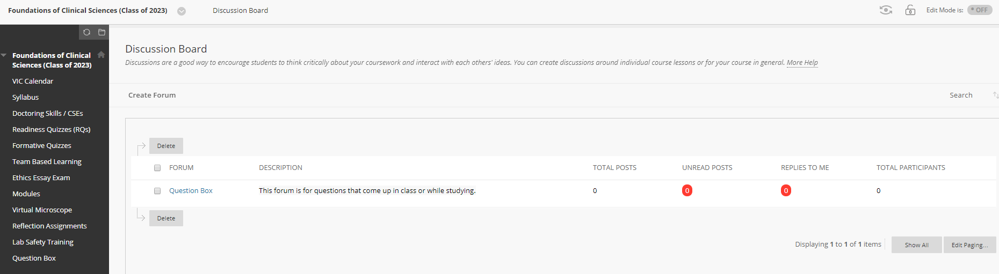 Foundations of Clinical Sciences (Class of 2023)
Discussion Board
Edit Mode is:
OFF
Foundations of Clinical
Sciences (Class of 2023)
VIC Calendar
Syllabus
Doctoring Skills / CSEs
Readiness Quizzes (RQs)
Formative Quizzes
Team Based Learning
Ethics Essay Exam
Modules
Virtual Microscope
Reflection Assignments
Lab Safety Training
Question Box
Discussion Board
Discussions are a good way to encourage students to think critically about your coursework and interact with each others' ideas. You can create discussions around individual course lessons or for your course in general. More Help
Create Forum
Search
Delete
FORUM DESCRIPTION TOTAL POSTS UNREAD POSTS REPLIES TO ME TOTAL PARTICIPANTS
Question Box This forum is for questions that come up in class or while studying. 0 0 0 0
Delete
Displaying 1 to 1 of 1 items Show All Edit Paging...